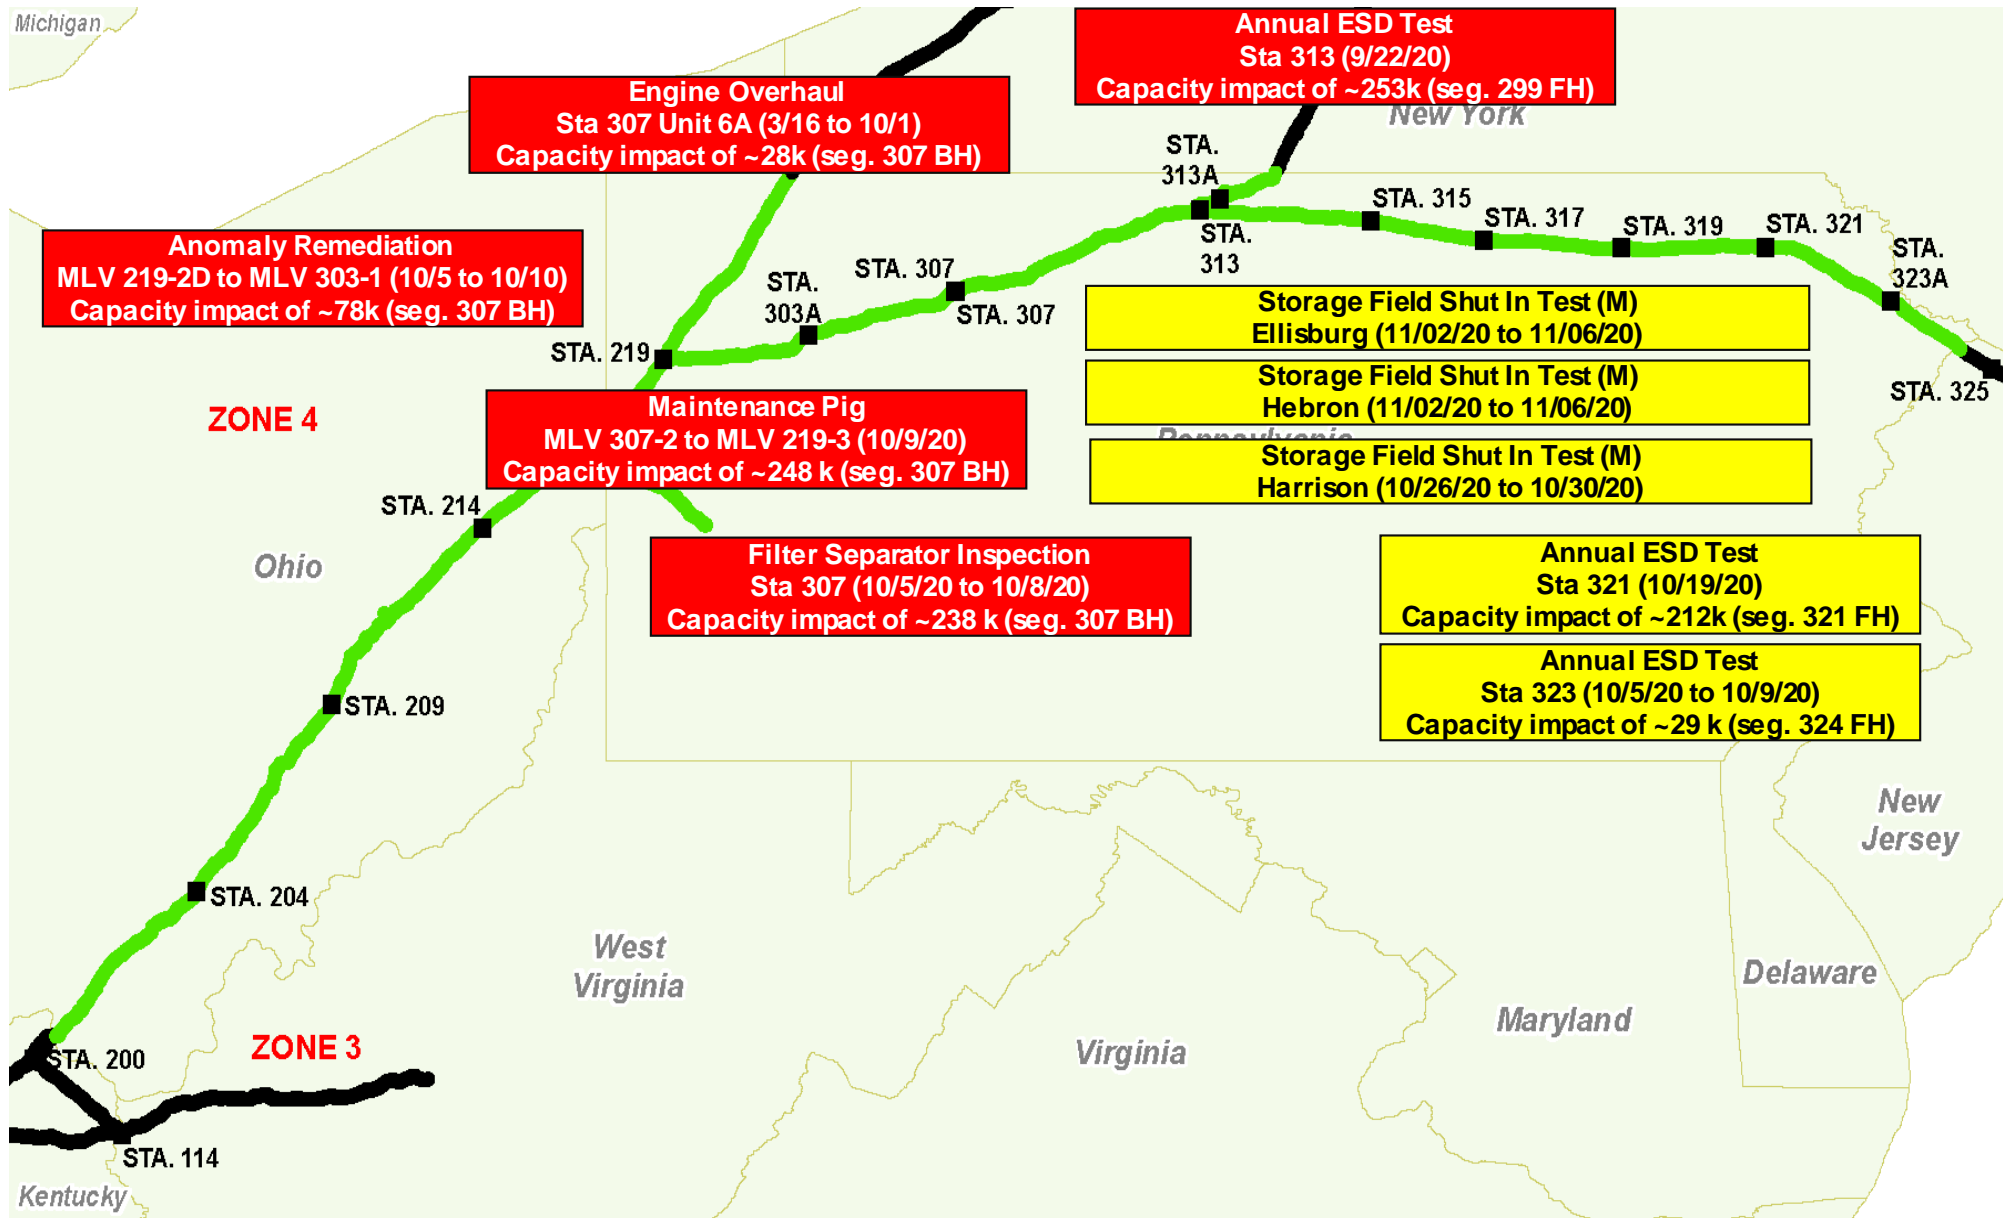 Michigan
Annual ESD Test
Sta 313 (9/22/20)
Capacity impact of ~253k (seg. 299 FH)
New York
Engine Overhaul
Sta 307 Unit 6A (3/16 to 10/1)
Capacity impact of ~28k (seg. 307 BH)
STA.
313A
STA. 315
STA. 317
STA. 319
STA. 321
STA.
323A
STA.
313
Anomaly Remediation
MLV 219-2D to MLV 303-1 (10/5 to 10/10)
Capacity impact of ~78k (seg. 307 BH)
STA.
303A
STA. 307
STA. 307
STA. 219
Storage Field Shut In Test (M)
Ellisburg (11/02/20 to 11/06/20)
Storage Field Shut In Test (M)
Hebron (11/02/20 to 11/06/20)
STA. 325
ZONE 4
Maintenance Pig
MLV 307-2 to MLV 219-3 (10/9/20)
Capacity impact of ~248 k (seg. 307 BH)
Pennsylvania
Storage Field Shut In Test (M)
Harrison (10/26/20 to 10/30/20)
STA. 214
Ohio
Filter Separator Inspection
Sta 307 (10/5/20 to 10/8/20)
Capacity impact of ~238 k (seg. 307 BH)
Annual ESD Test
Sta 321 (10/19/20)
Capacity impact of ~212k (seg. 321 FH)
Annual ESD Test
Sta 323 (10/5/20 to 10/9/20)
Capacity impact of ~29 k (seg. 324 FH)
STA. 209
New
Jersey
STA. 204
West
Virginia
Delaware
Maryland
Virginia
ZONE 3
STA. 200
STA. 114
Kentucky